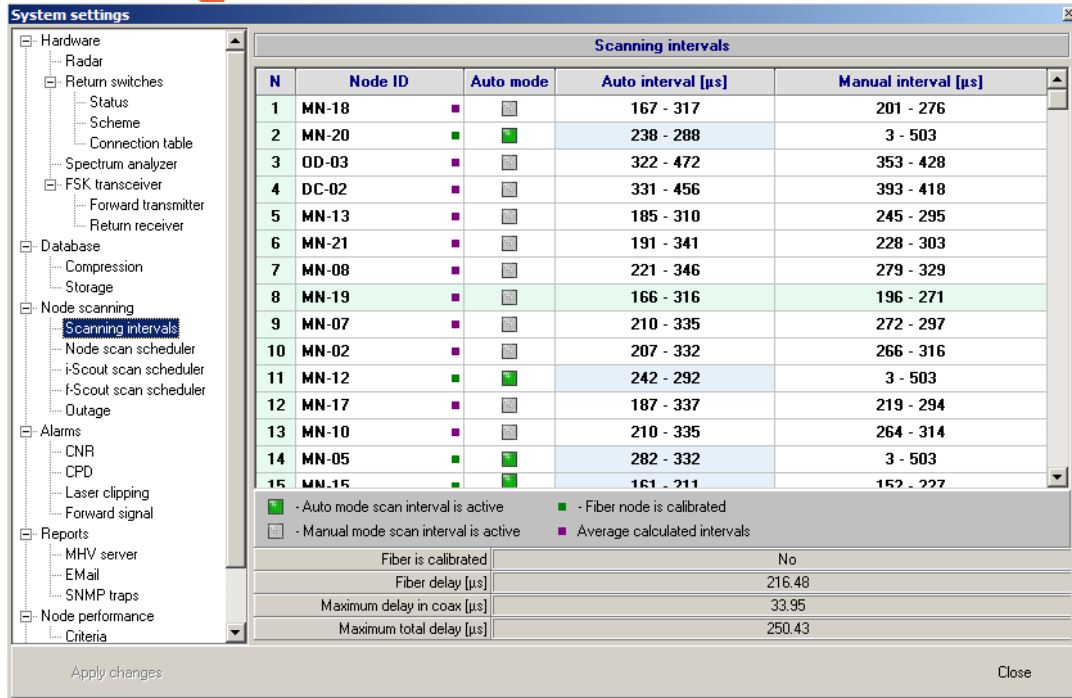 System settings
Hardware
Radar
Return switches
Status
Scheme
Connection table
Spectrum analyzer
FSK transceiver
Forward transmitter
Return receiver
Database
Compression
Storage
Node scanning
Scanning intervals
Node scan scheduler
i-Scout scan scheduler
f-Scout scan scheduler
Outage
Alarms
CNR
CPD
Laser clipping
Forward signal
Reports
MHV server
EMail
SNMP traps
Node performance
Criteria
Scanning intervals
N Node ID Auto mode Auto interval [µs] Manual interval [µs]
1 MN-18 167 - 317 201 - 276
2 MN-20 238 - 288 3 - 503
3 OD-03 322 - 472 353 - 428
4 DC-02 331 - 456 393 - 418
5 MN-13 185 - 310 245 - 295
6 MN-21 191 - 341 228 - 303
7 MN-08 221 - 346 279 - 329
8 MN-19 166 - 316 196 - 271
9 MN-07 210 - 335 272 - 297
10 MN-02 207 - 332 266 - 316
11 MN-12 242 - 292 3 - 503
12 MN-17 187 - 337 219 - 294
13 MN-10 210 - 335 264 - 314
14 MN-05 282 - 332 3 - 503
15 MN-15 161 - 211 152 - 227
- Auto mode scan interval is active - Fiber node is calibrated
- Manual mode scan interval is active Average calculated intervals
Fiber is calibrated No
Fiber delay [µs] 216.48
Maximum delay in coax [µs] 33.95
Maximum total delay [µs] 250.43
Apply changes Close